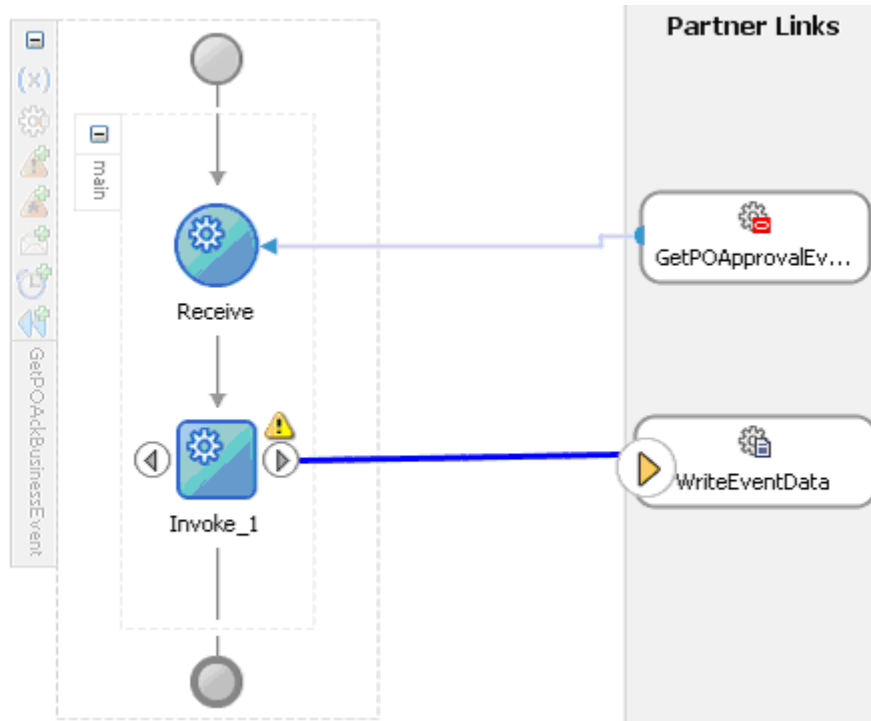 Partner Links
main
GetPOApprovalEv...
Receive
WriteEventData
Invoke_1
GetPOAckBusinessEvent